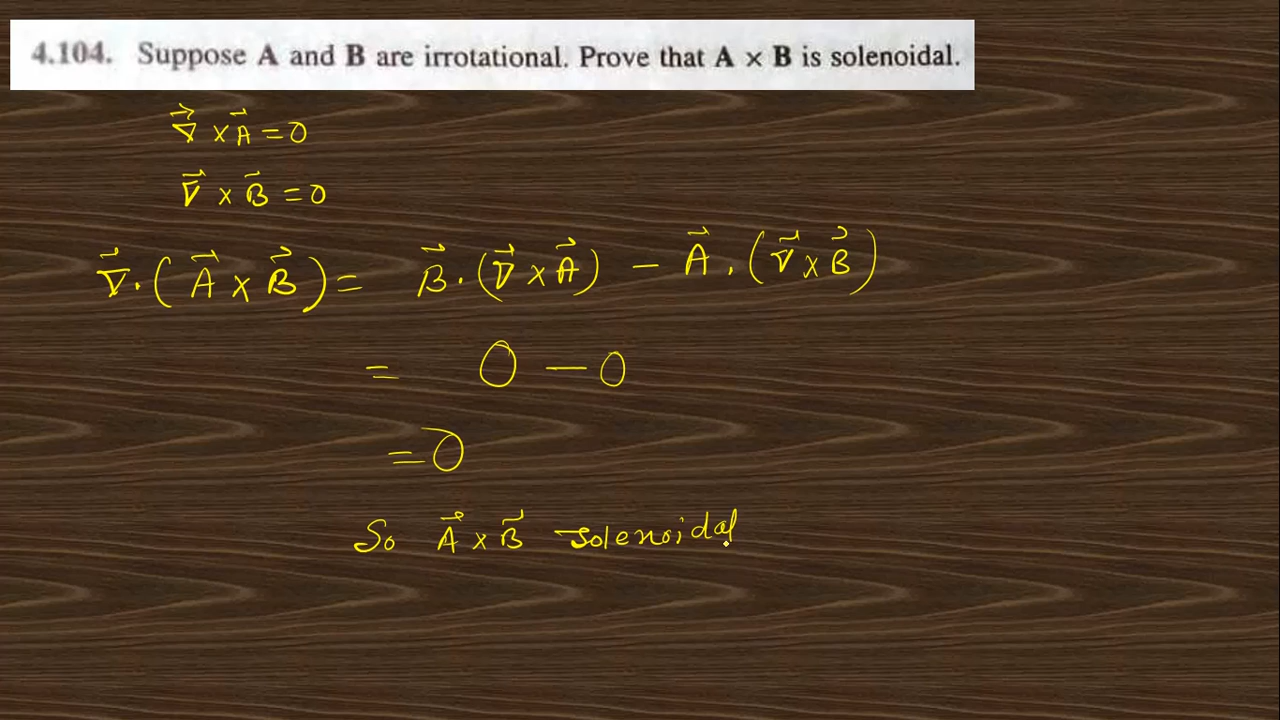 4.104. Suppose A and B are irrotational. Prove that A × B is solenoidal.
∇⃗ × A⃗ = 0
∇⃗ × B⃗ = 0
∇⃗ · (A⃗ × B⃗) = B⃗ · (∇⃗ × A⃗) − A⃗ · (∇⃗ × B⃗)
= 0 − 0
= 0
So A⃗ × B⃗ solenoidal